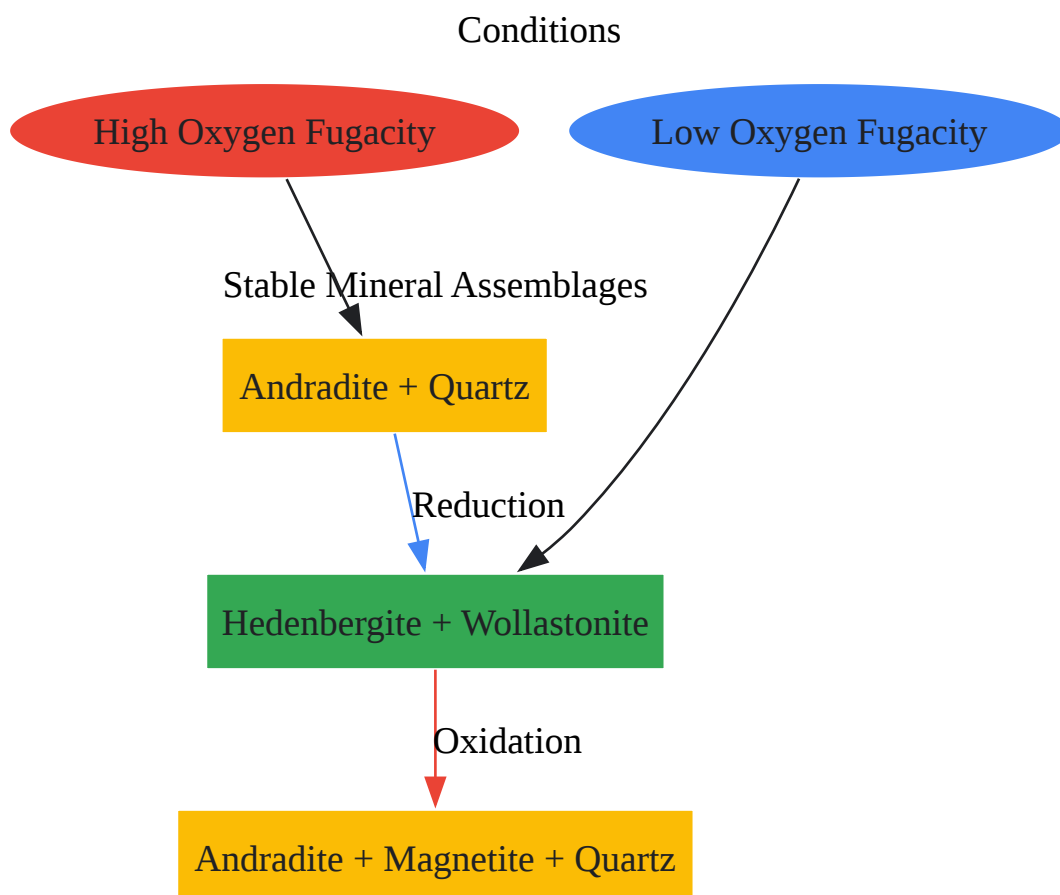 Conditions
High Oxygen Fugacity
Low Oxygen Fugacity
Stable Mineral Assemblages
Andradite + Quartz
Reduction
Hedenbergite + Wollastonite
Oxidation
Andradite + Magnetite + Quartz